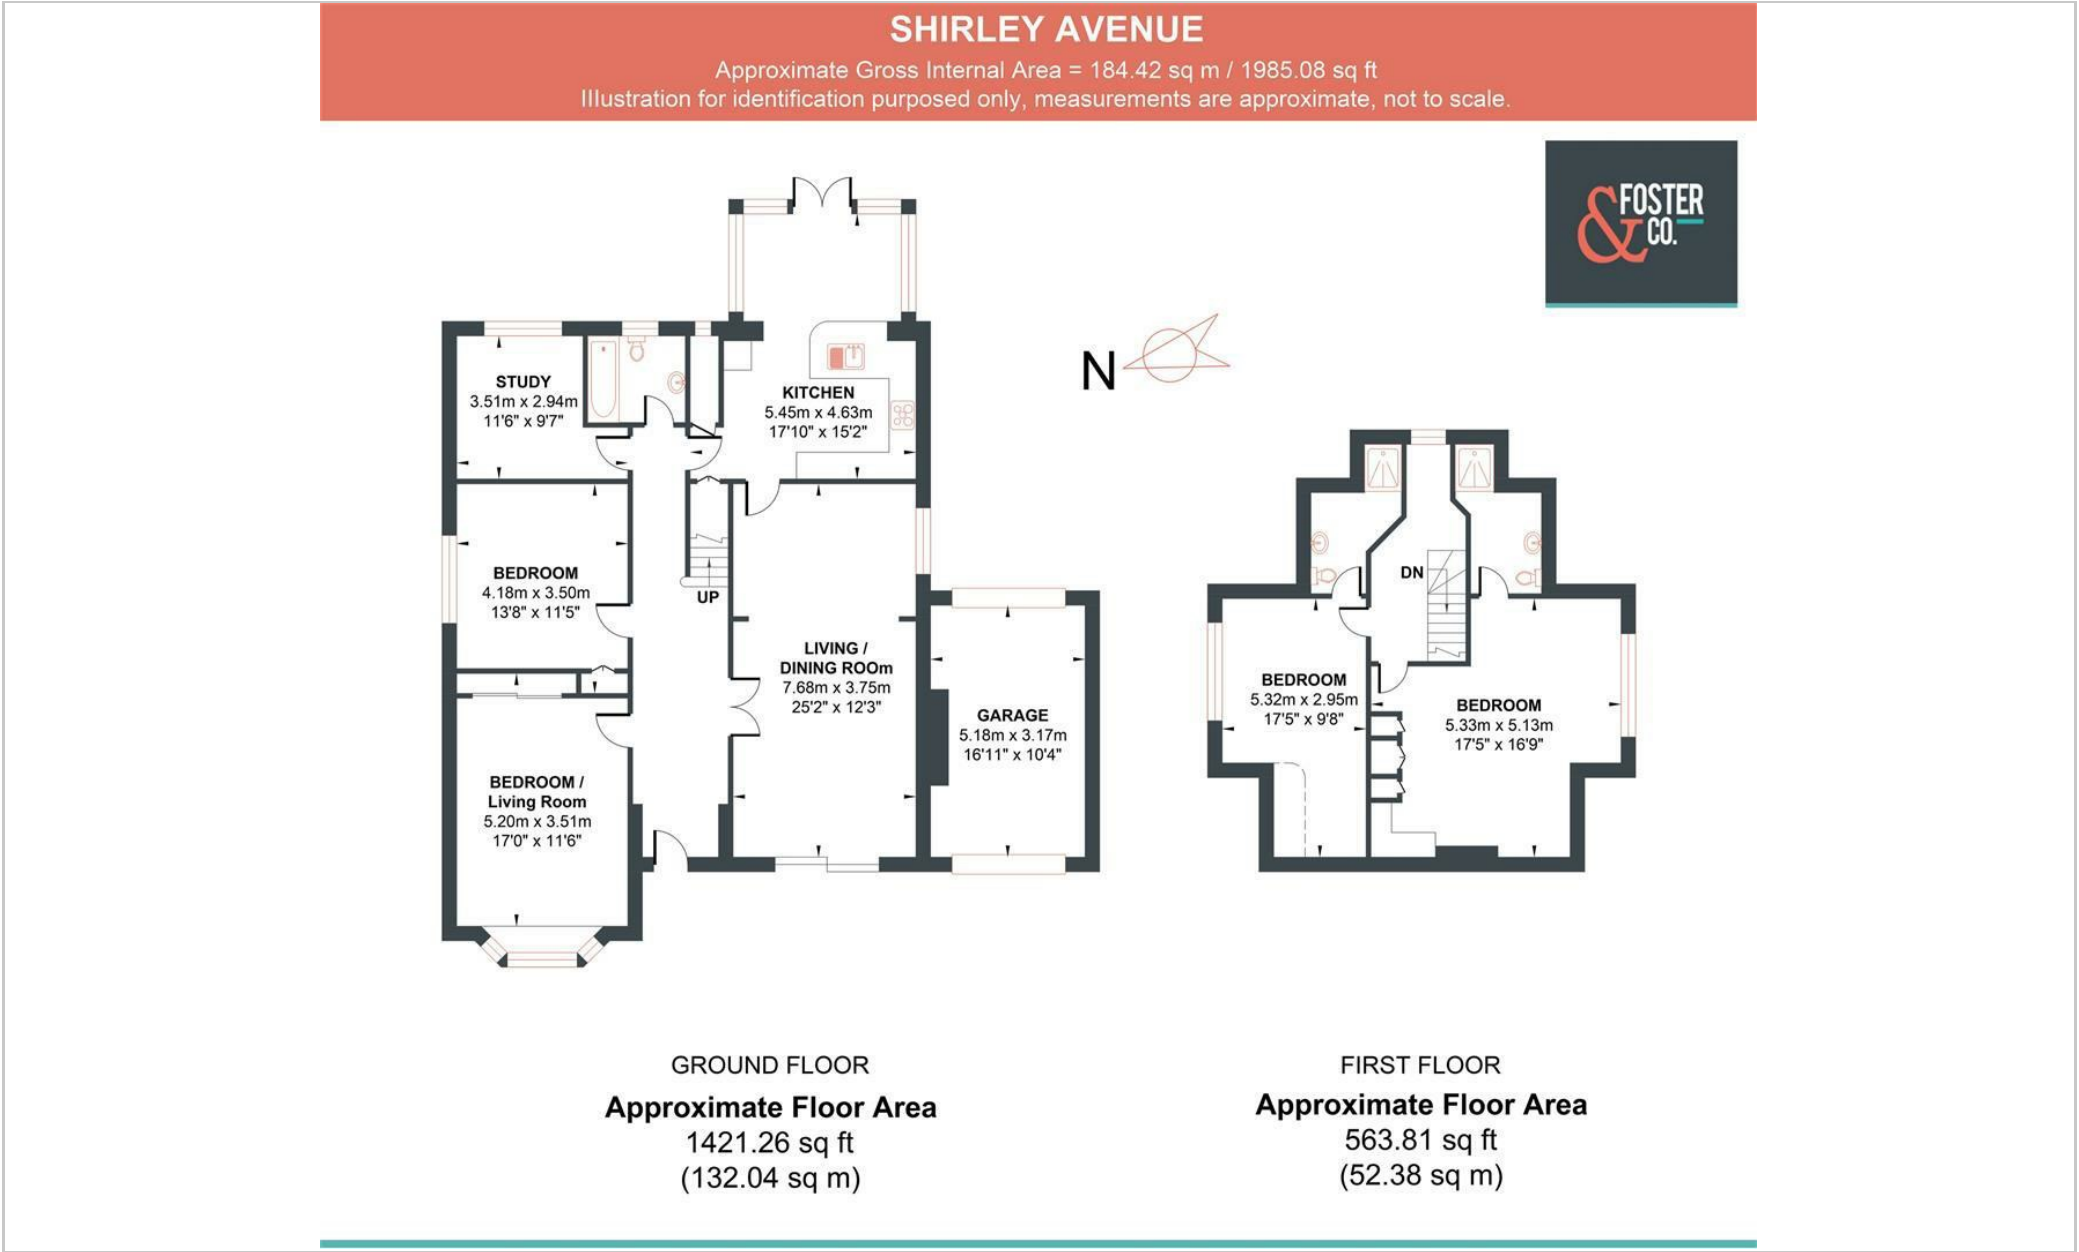 SHIRLEY AVENUE
Approximate Gross Internal Area = 184.42 sq m / 1985.08 sq ft
Illustration for identification purposed only, measurements are approximate, not to scale.
& FOSTER
CO.
N
STUDY
3.51m x 2.94m
11'6" x 9'7"
KITCHEN
5.45m x 4.63m
17'10" x 15'2"
BEDROOM
4.18m x 3.50m
13'8" x 11'5"
UP
LIVING /
DINING ROOm
7.68m x 3.75m
25'2" x 12'3"
GARAGE
5.18m x 3.17m
16'11" x 10'4"
BEDROOM /
Living Room
5.20m x 3.51m
17'0" x 11'6"
DN
BEDROOM
5.32m x 2.95m
17'5" x 9'8"
BEDROOM
5.33m x 5.13m
17'5" x 16'9"
GROUND FLOOR
Approximate Floor Area
1421.26 sq ft
(132.04 sq m)
FIRST FLOOR
Approximate Floor Area
563.81 sq ft
(52.38 sq m)